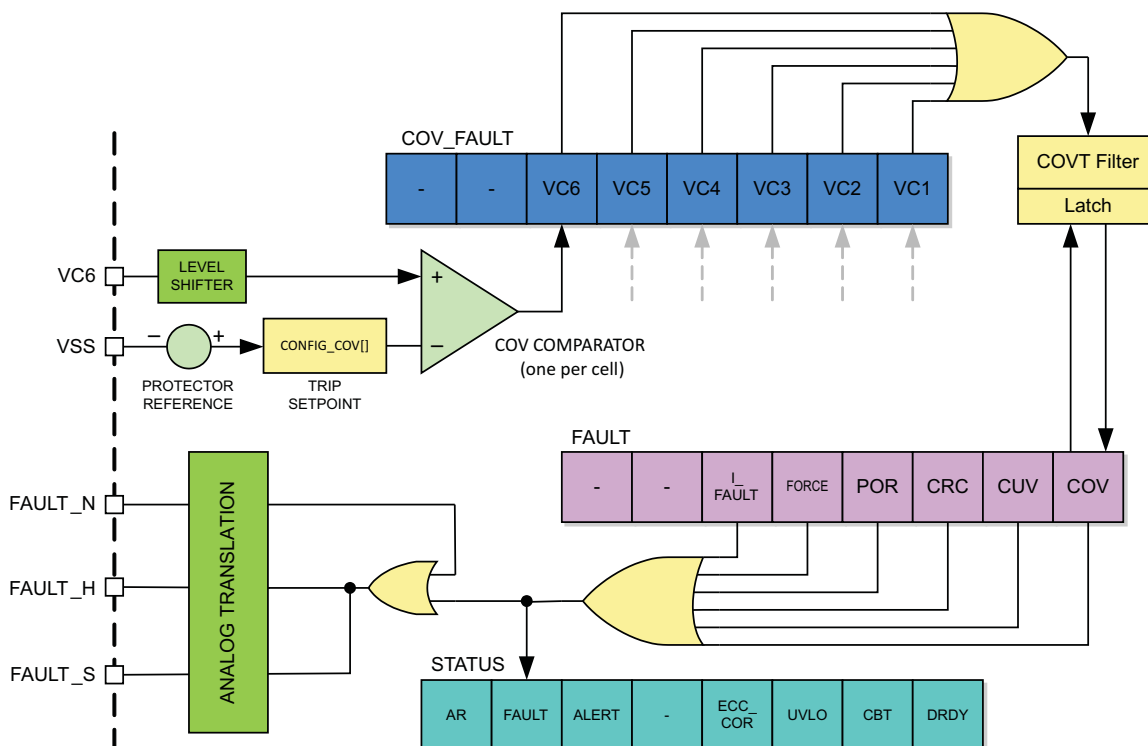 COV_FAULT
- - VC6 VC5 VC4 VC3 VC2 VC1
COVT Filter
Latch
VC6
LEVEL
SHIFTER
+
−
VSS
− +
CONFIG_COV[]
PROTECTOR
REFERENCE
TRIP
SETPOINT
COV COMPARATOR
(one per cell)
FAULT
- - I_
FAULT FORCE POR CRC CUV COV
FAULT_N
FAULT_H
FAULT_S
ANALOG TRANSLATION
STATUS
AR FAULT ALERT - ECC_
COR UVLO CBT DRDY